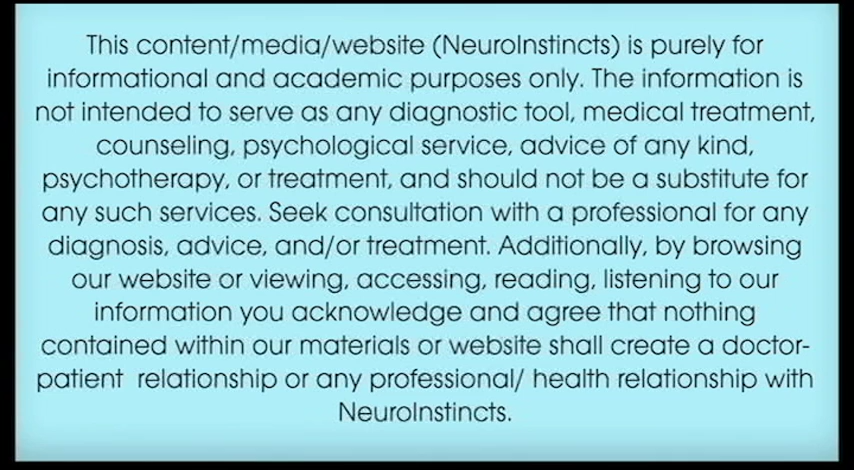 This content/media/website (NeuroInstincts) is purely for
informational and academic purposes only. The information is
not intended to serve as any diagnostic tool, medical treatment,
counseling, psychological service, advice of any kind,
psychotherapy, or treatment, and should not be a substitute for
any such services. Seek consultation with a professional for any
diagnosis, advice, and/or treatment. Additionally, by browsing
our website or viewing, accessing, reading, listening to our
information you acknowledge and agree that nothing
contained within our materials or website shall create a doctor-
patient  relationship or any professional/ health relationship with
NeuroInstincts.